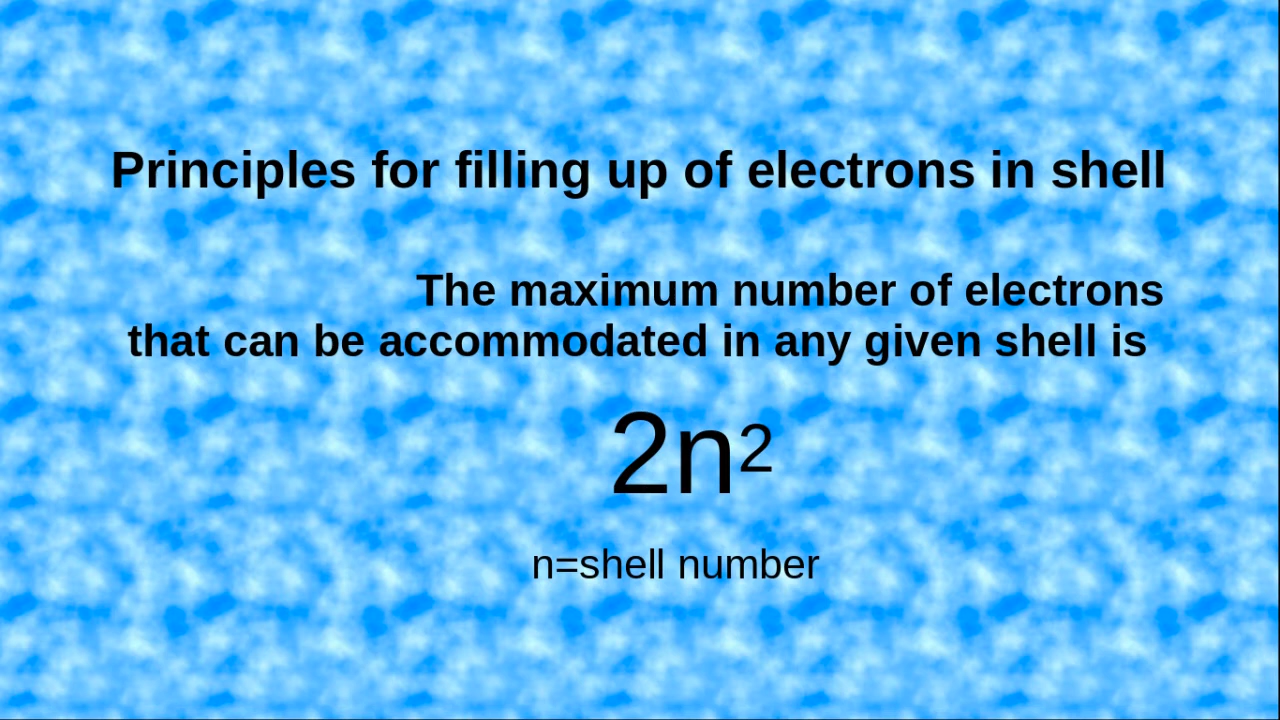 Principles for filling up of electrons in shell
The maximum number of electrons
that can be accommodated in any given shell is
2n²
n=shell number